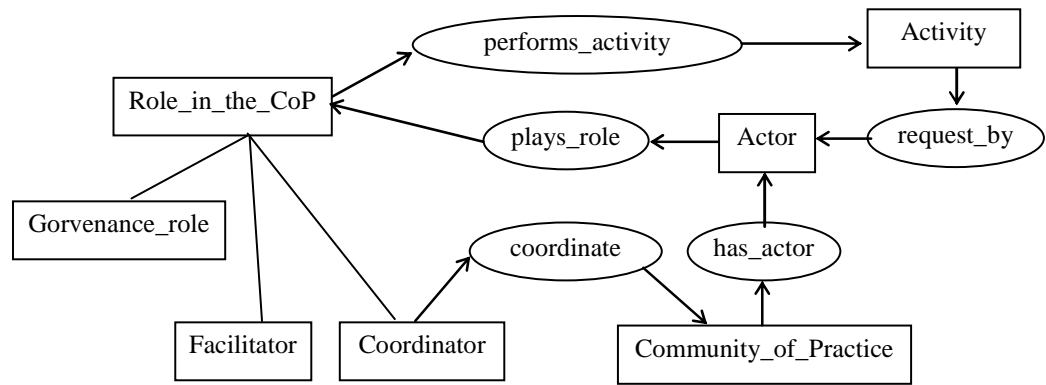 performs_activity
Activity
Role_in_the_CoP
plays_role
Actor
request_by
Gorvenance_role
coordinate
has_actor
Facilitator
Coordinator
Community_of_Practice